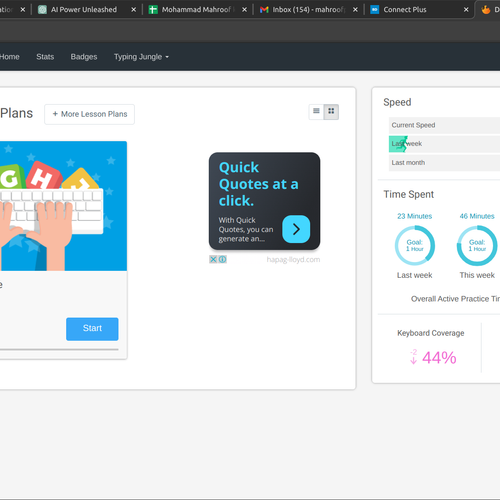 AI Power Unleashed
Mohammad Mahroof
Inbox (154) - mahroof
Connect Plus
Home Stats Badges Typing Jungle
Plans
+ More Lesson Plans
G H J
Quick
Quotes at a
click.
With Quick
Quotes, you can
generate an...
hapag-lloyd.com
Start
Speed
Current Speed
Last week
Last month
Time Spent
23 Minutes
46 Minutes
Goal:
1 Hour
Goal:
1 Hour
Last week
This week
Overall Active Practice
Keyboard Coverage
-2
44%